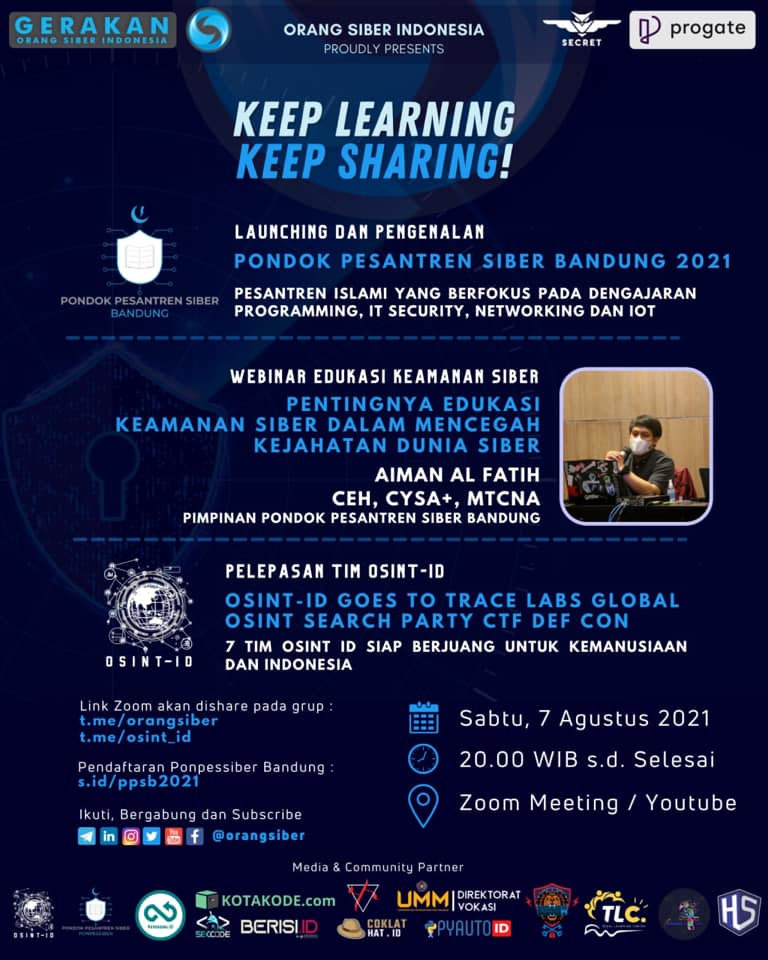 GERAKAN
ORANG SIBER INDONESIA
ORANG SIBER INDONESIA
PROUDLY PRESENTS
SECRET
progate
KEEP LEARNING
KEEP SHARING!
LAUNCHING DAN PENGENALAN
PONDOK PESANTREN SIBER BANDUNG 2021
PESANTREN ISLAMI YANG BERFOKUS PADA DENGAJARAN
PROGRAMMING, IT SECURITY, NETWORKING DAN IOT
PONDOK PESANTREN SIBER
BANDUNG
WEBINAR EDUKASI KEAMANAN SIBER
PENTINGNYA EDUKASI
KEAMANAN SIBER DALAM MENCEGAH
KEJAHATAN DUNIA SIBER
AIMAN AL FATIH
CEH, CYSA+, MTCNA
PIMPINAN PONDOK PESANTREN SIBER BANDUNG
PELEPASAN TIM OSINT-ID
OSINT-ID GOES TO TRACE LABS GLOBAL
OSINT SEARCH PARTY CTF DEF CON
7 TIM OSINT ID SIAP BERJUANG UNTUK KEMANUSIAAN
DAN INDONESIA
OSINT-ID
Link Zoom akan dishare pada grup :
t.me/orangsiber
t.me/osint_id
Pendaftaran Ponpessiber Bandung :
s.id/ppsb2021
Ikuti, Bergabung dan Subscribe
@orangsiber
Sabtu, 7 Agustus 2021
20.00 WIB s.d. Selesai
Zoom Meeting / Youtube
Media & Community Partner
OSINT-ID
PONDOK PESANTREN SIBER
KOTAKODE.com
SEKCODE
BERISI.ID
UMM DIREKTORAT
VOKASI
COKLAT
HAT.ID
PYAUTO ID
TLC.
HS